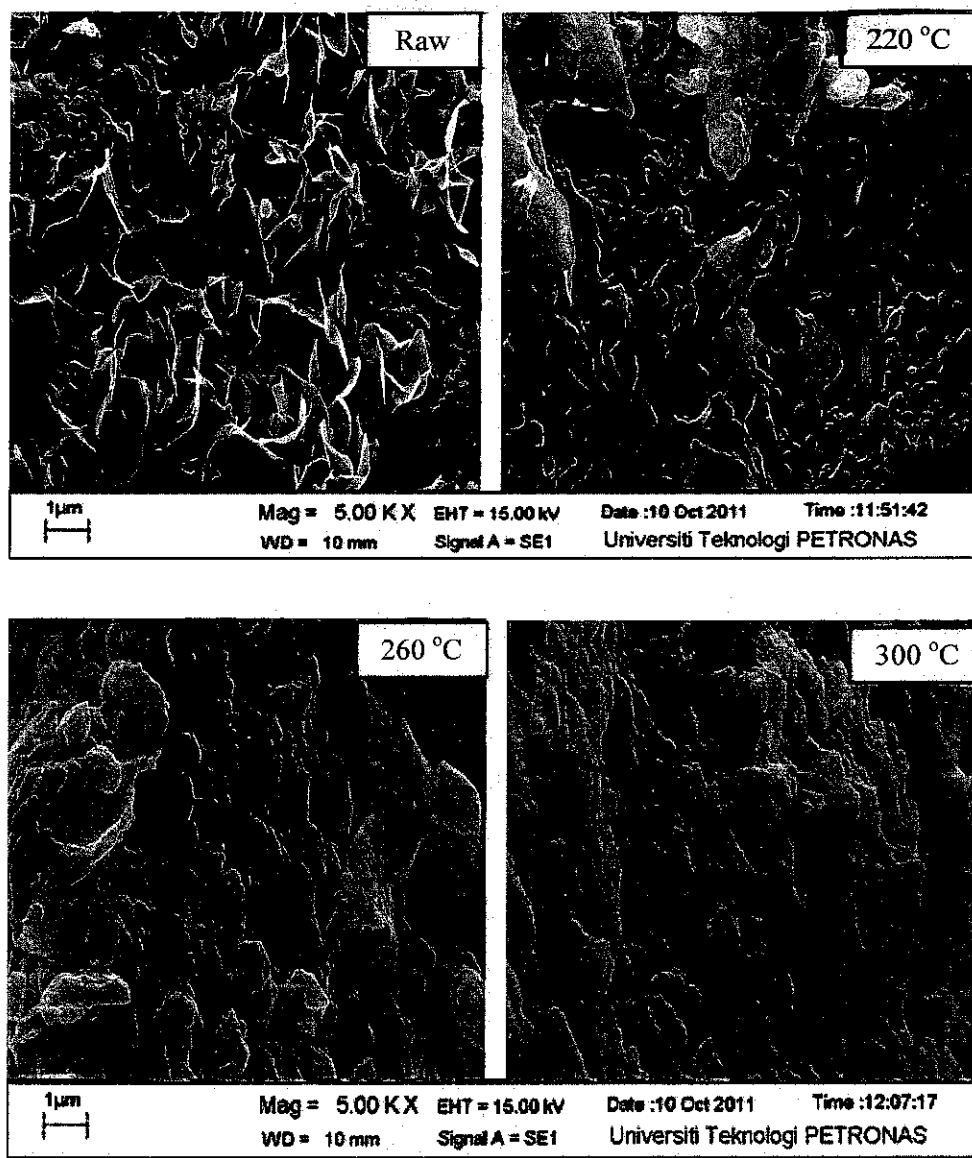 Raw
220 °C
1µm
Mag = 5.00 K X EHT = 15.00 kV Date :10 Oct 2011 Time :11:51:42
WD = 10 mm Signal A = SE1 Universiti Teknologi PETRONAS
260 °C
300 °C
1µm
Mag = 5.00 K X EHT = 15.00 kV Date :10 Oct 2011 Time :12:07:17
WD = 10 mm Signal A = SE1 Universiti Teknologi PETRONAS